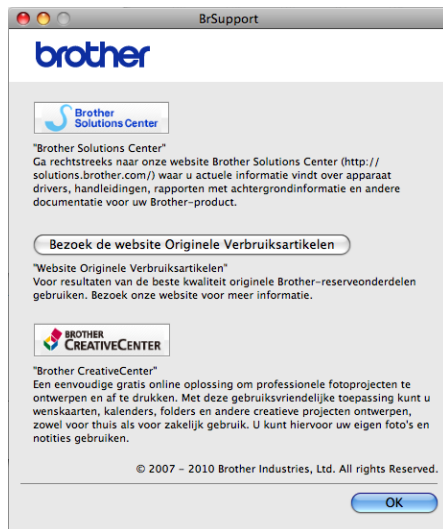 BrSupport
brother
Brother
Solutions Center
"Brother Solutions Center"
Ga rechtstreeks naar onze website Brother Solutions Center (http://
solutions.brother.com/) waar u actuele informatie vindt over apparaat
drivers, handleidingen, rapporten met achtergrondinformatie en andere
documentatie voor uw Brother-product.
Bezoek de website Originele Verbruiksartikelen
"Website Originele Verbruiksartikelen"
Voor resultaten van de beste kwaliteit originele Brother-reserveonderdelen
gebruiken. Bezoek onze website voor meer informatie.
BROTHER
CREATIVECENTER
"Brother CreativeCenter"
Een eenvoudige gratis online oplossing om professionele fotoprojecten te
ontwerpen en af te drukken. Met deze gebruiksvriendelijke toepassing kunt u
wenskaarten, kalenders, folders en andere creatieve projecten ontwerpen,
zowel voor thuis als voor zakelijk gebruik. U kunt hiervoor uw eigen foto's en
notities gebruiken.
© 2007 – 2010 Brother Industries, Ltd. All rights Reserved.
OK